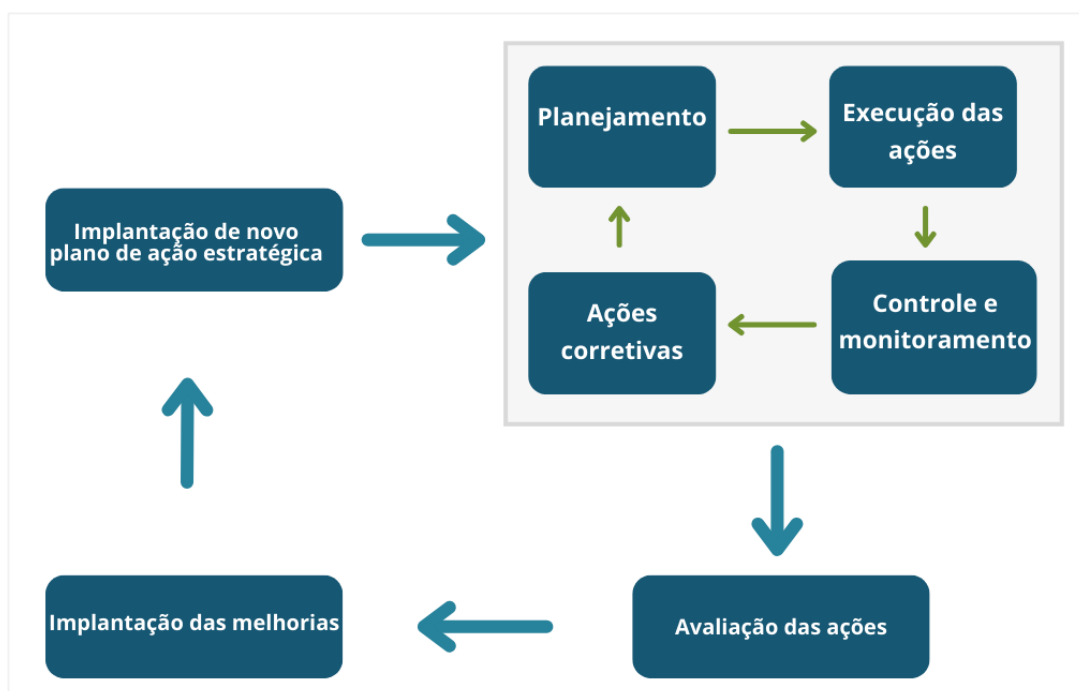 Planejamento
Execução das
ações
Implantação de novo
plano de ação estratégica
Ações
corretivas
Controle e
monitoramento
Implantação das melhorias
Avaliação das ações